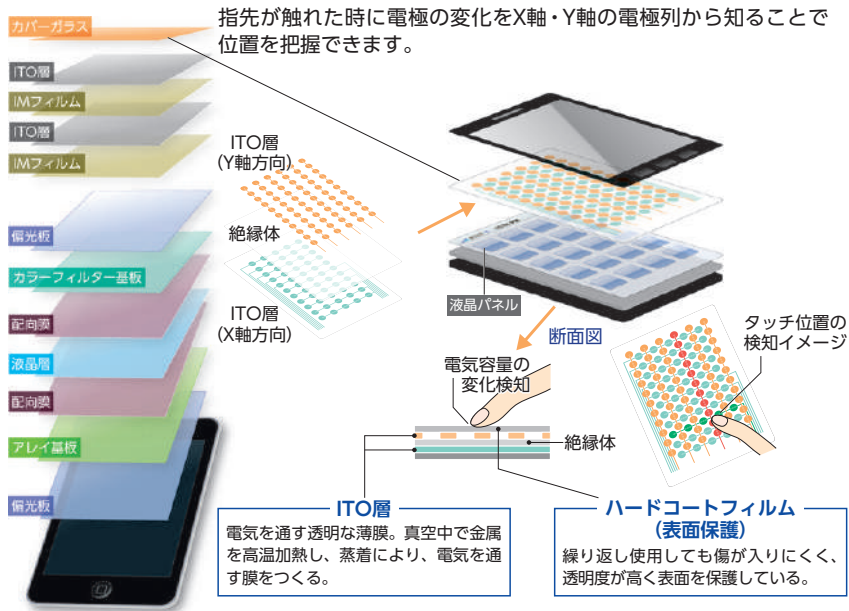 指先が触れた時に電極の変化をX軸・Y軸の電極列から知ることで
位置を把握できます。
カバーガラス
ITO層
IMフィルム
ITO層
IMフィルム
偏光板
カラーフィルター基板
配向膜
液晶層
配向膜
アレイ基板
偏光板
ITO層
(Y軸方向)
絶縁体
ITO層
(X軸方向)
液晶パネル
断面図
電気容量の
変化検知
絶縁体
タッチ位置の
検知イメージ
ITO層
電気を通す透明な薄膜。真空中で金属
を高温加熱し、蒸着により、電気を通
す膜をつくる。
ハードコートフィルム
(表面保護)
繰り返し使用しても傷が入りにくく、
透明度が高く表面を保護している。